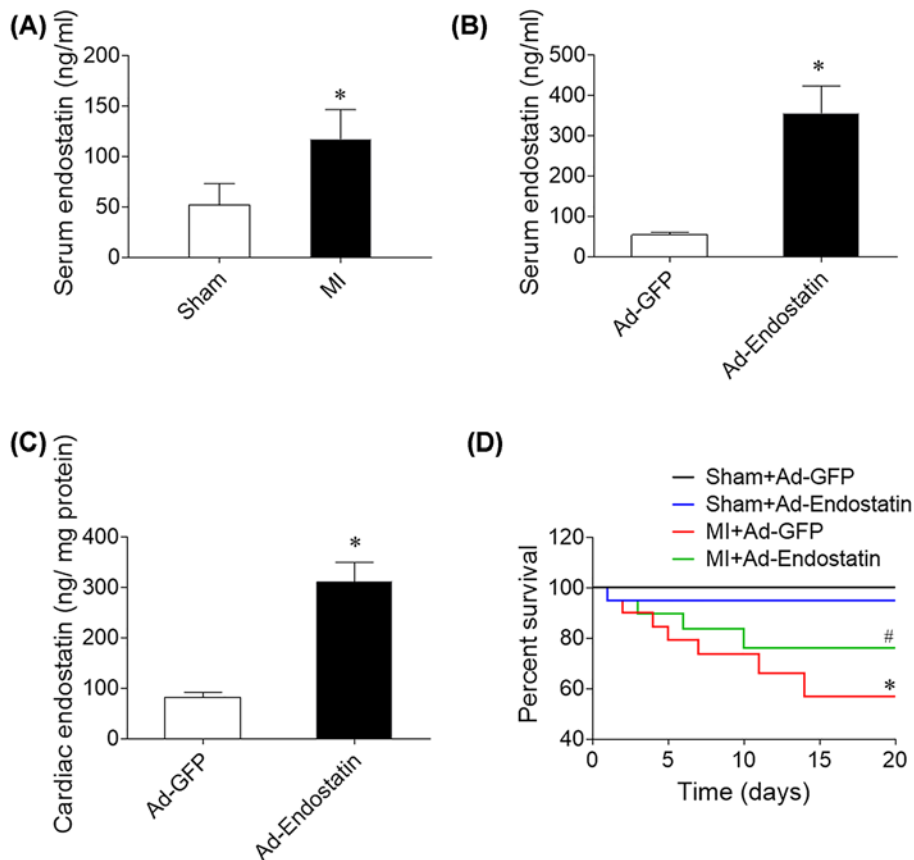 (A)
Serum endostatin (ng/ml)
200
150
100
50
0
*
Sham
MI
(B)
Serum endostatin (ng/ml)
500
400
300
200
100
0
*
Ad-GFP
Ad-Endostatin
(C)
Cardiac endostatin (ng/ mg protein)
400
300
200
100
0
*
Ad-GFP
Ad-Endostatin
(D)
Sham+Ad-GFP
Sham+Ad-Endostatin
MI+Ad-GFP
MI+Ad-Endostatin
Percent survival
120
100
80
60
40
#
*
0 5 10 15 20
Time (days)